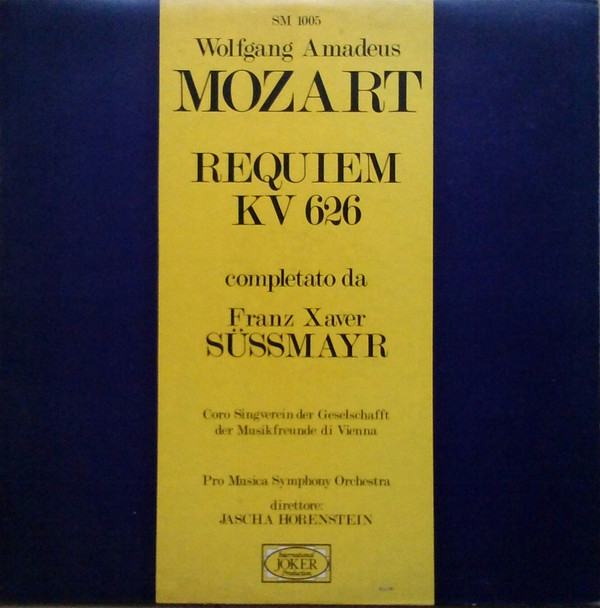 SM 1005
Wolfgang Amadeus
MOZART
REQUIEM
KV 626
completato da
Franz Xaver
SÜSSMAYR
Coro Singverein der Geselschafft
der Musikfreunde di Vienna
Pro Musica Symphony Orchestra
direttore:
JASCHA HORENSTEIN
International
JOKER
Production